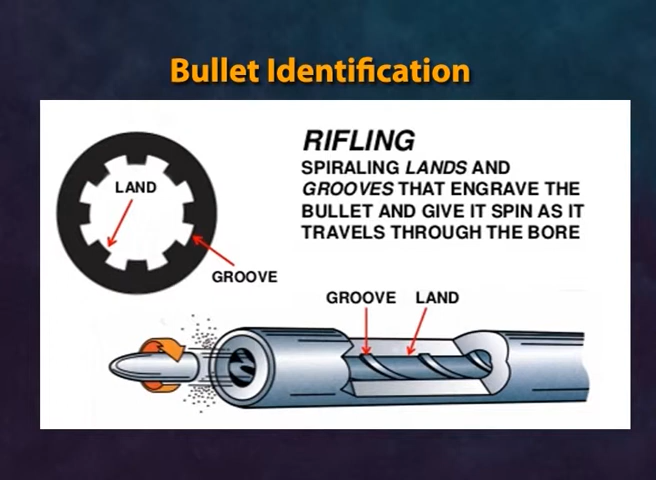 Bullet Identification
RIFLING
SPIRALING LANDS AND
GROOVES THAT ENGRAVE THE
BULLET AND GIVE IT SPIN AS IT
TRAVELS THROUGH THE BORE
LAND
GROOVE
GROOVE LAND